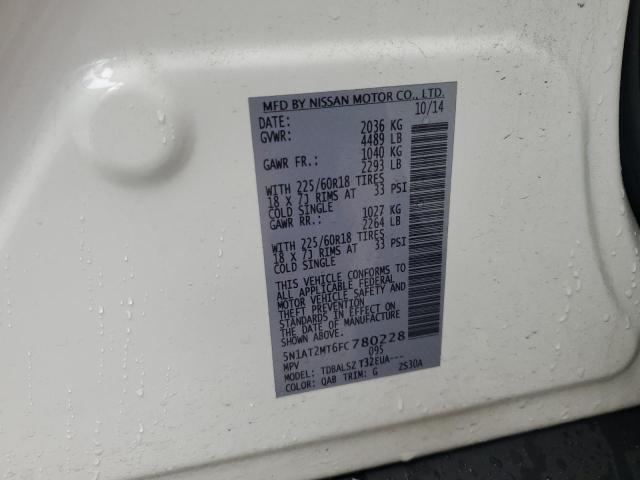 MFD BY NISSAN MOTOR CO., LTD.
DATE: 10/14
GVWR: 2036 KG
4489 LB
GAWR FR.: 1040 KG
2293 LB
WITH 225/60R18 TIRES
18 X 7J RIMS AT 33 PSI
COLD SINGLE
GAWR RR.: 1027 KG
2264 LB
WITH 225/60R18 TIRES
18 X 7J RIMS AT 33 PSI
COLD SINGLE
THIS VEHICLE CONFORMS TO
ALL APPLICABLE FEDERAL
MOTOR VEHICLE SAFETY AND
THEFT PREVENTION
STANDARDS IN EFFECT ON
THE DATE OF MANUFACTURE
5N1AT2MT6FC780228
MPV 095
MODEL: TDBALSZ T32EUA---
COLOR: QAB TRIM: G 2S30A